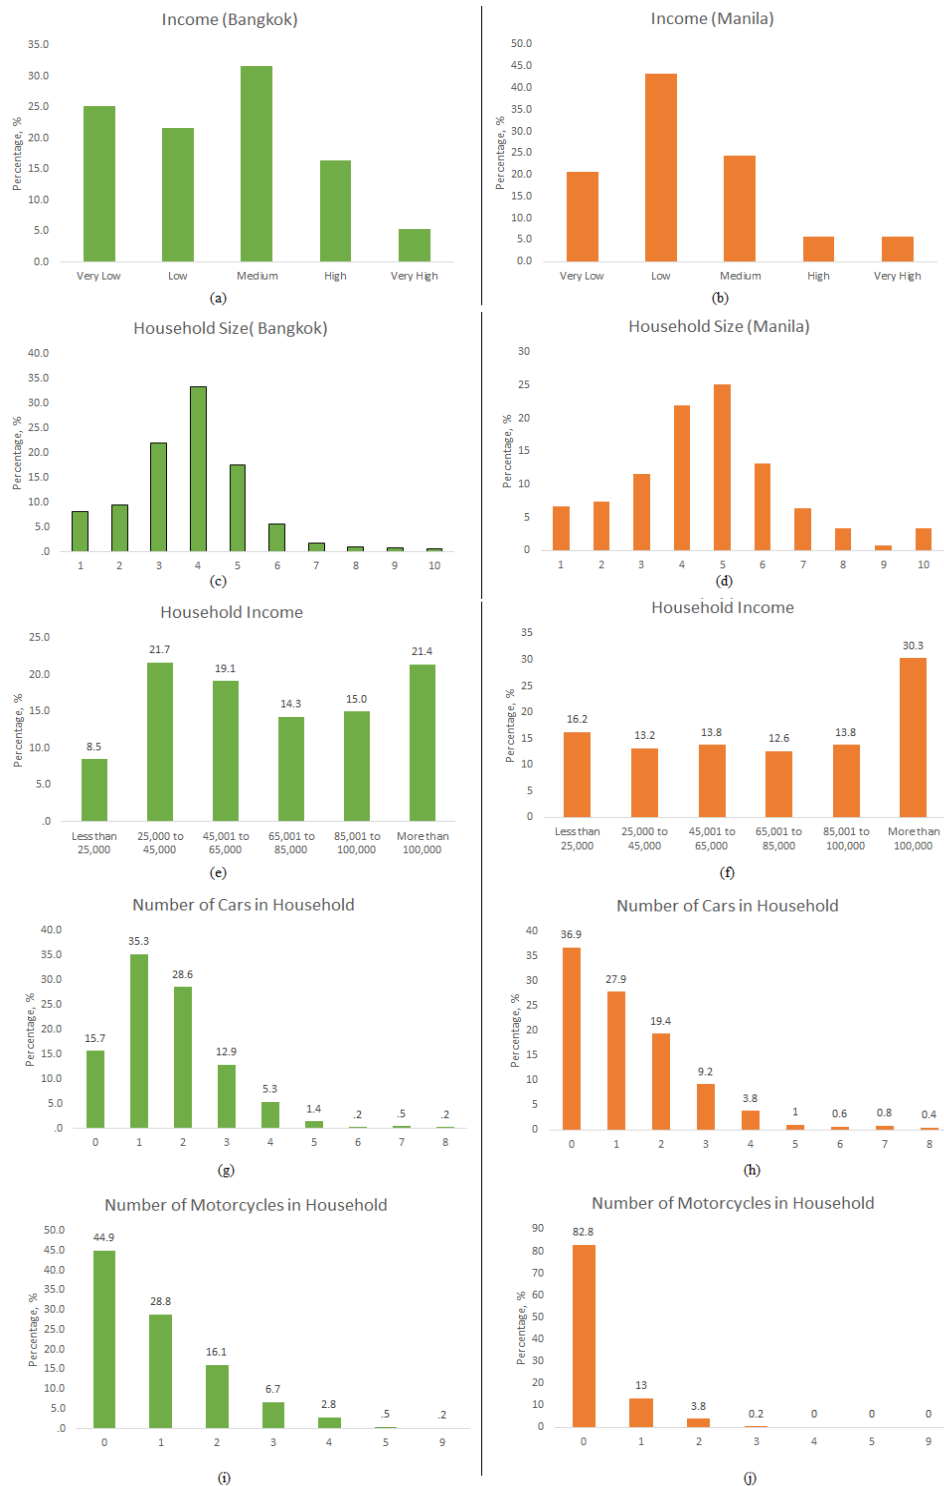 Income (Bangkok)
35.0
30.0
25.0
20.0
15.0
10.0
5.0
0.0
Percentage, %
Very Low Low Medium High Very High
(a)
Income (Manila)
50.0
45.0
40.0
35.0
30.0
25.0
20.0
15.0
10.0
5.0
0.0
Percentage, %
Very Low Low Medium High Very High
(b)
Household Size( Bangkok)
40.0
35.0
30.0
25.0
20.0
15.0
10.0
5.0
.0
Percentage, %
1 2 3 4 5 6 7 8 9 10
(c)
Household Size (Manila)
30
25
20
15
10
5
0
Percentage, %
1 2 3 4 5 6 7 8 9 10
(d)
Household Income
25.0
20.0
15.0
10.0
5.0
.0
Percentage, %
8.5 21.7 19.1 14.3 15.0 21.4
Less than 25,000 to 45,001 to 65,001 to 85,001 to More than
25,000 45,000 65,000 85,000 100,000 100,000
(e)
Household Income
35
30
25
20
15
10
5
0
Percentage, %
16.2 13.2 13.8 12.6 13.8 30.3
Less than 25,000 to 45,001 to 65,001 to 85,001 to More than
25,000 45,000 65,000 85,000 100,000 100,000
(f)
Number of Cars in Household
40.0
35.0
30.0
25.0
20.0
15.0
10.0
5.0
.0
Percentage, %
15.7 35.3 28.6 12.9 5.3 1.4 .2 .5 .2
0 1 2 3 4 5 6 7 8
(g)
Number of Cars in Household
40
35
30
25
20
15
10
5
0
Percentage, %
36.9 27.9 19.4 9.2 3.8 1 0.6 0.8 0.4
0 1 2 3 4 5 6 7 8
(h)
Number of Motorcycles in Household
50.0
45.0
40.0
35.0
30.0
25.0
20.0
15.0
10.0
5.0
.0
Percentage, %
44.9 28.8 16.1 6.7 2.8 .5 .2
0 1 2 3 4 5 9
(i)
Number of Motorcycles in Household
90
80
70
60
50
40
30
20
10
0
Percentage, %
82.8 13 3.8 0.2 0 0 0
0 1 2 3 4 5 9
(j)